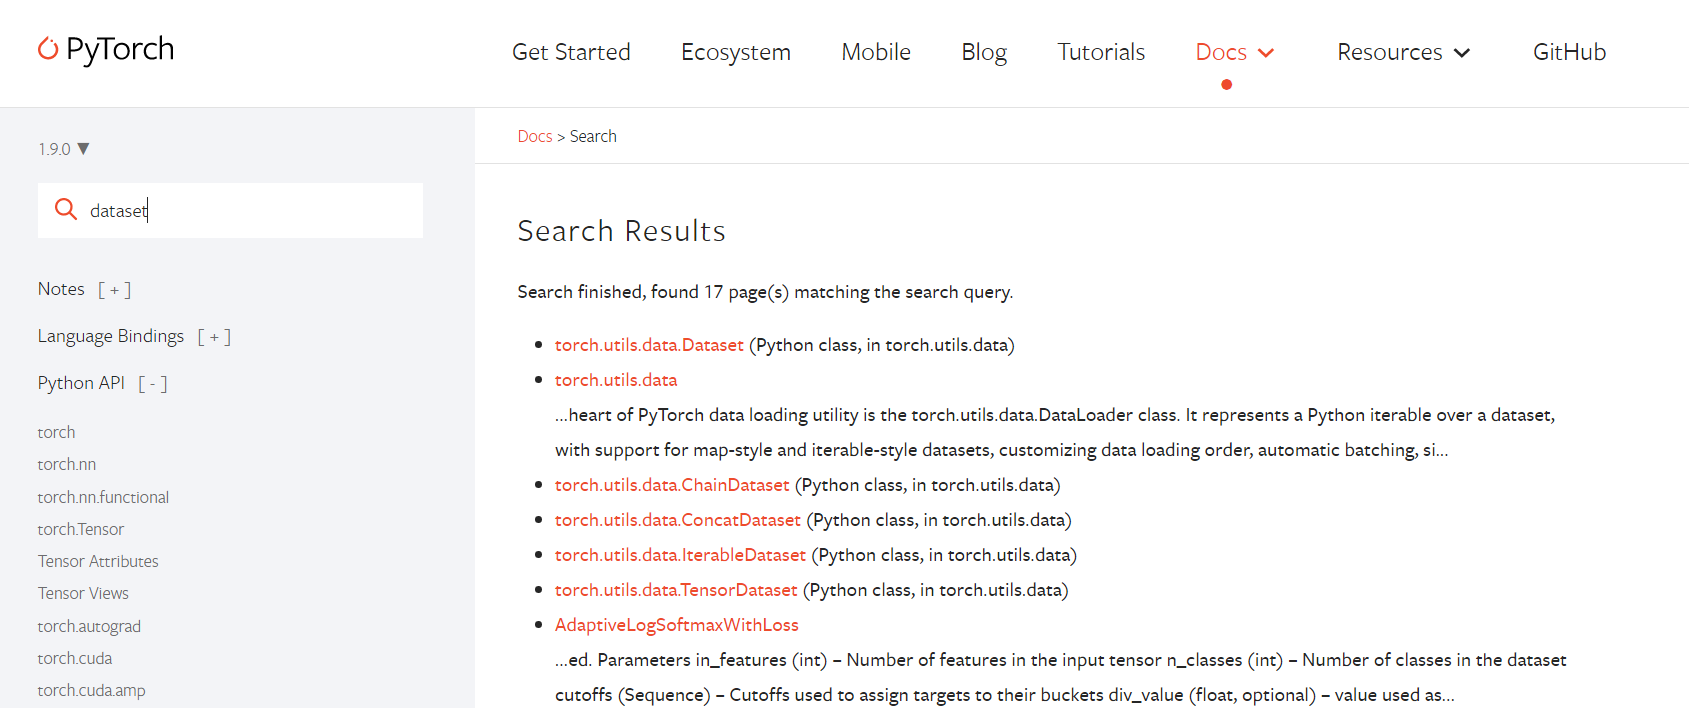 PyTorch
Get Started Ecosystem Mobile Blog Tutorials Docs Resources GitHub
1.9.0 ▼
dataset
Notes [ + ]
Language Bindings [ + ]
Python API [ - ]
torch
torch.nn
torch.nn.functional
torch.Tensor
Tensor Attributes
Tensor Views
torch.autograd
torch.cuda
torch.cuda.amp
Docs > Search
Search Results
Search finished, found 17 page(s) matching the search query.
torch.utils.data.Dataset (Python class, in torch.utils.data)
torch.utils.data
...heart of PyTorch data loading utility is the torch.utils.data.DataLoader class. It represents a Python iterable over a dataset,
with support for map-style and iterable-style datasets, customizing data loading order, automatic batching, si...
torch.utils.data.ChainDataset (Python class, in torch.utils.data)
torch.utils.data.ConcatDataset (Python class, in torch.utils.data)
torch.utils.data.IterableDataset (Python class, in torch.utils.data)
torch.utils.data.TensorDataset (Python class, in torch.utils.data)
AdaptiveLogSoftmaxWithLoss
...ed. Parameters in_features (int) – Number of features in the input tensor n_classes (int) – Number of classes in the dataset
cutoffs (Sequence) – Cutoffs used to assign targets to their buckets div_value (float, optional) – value used as...